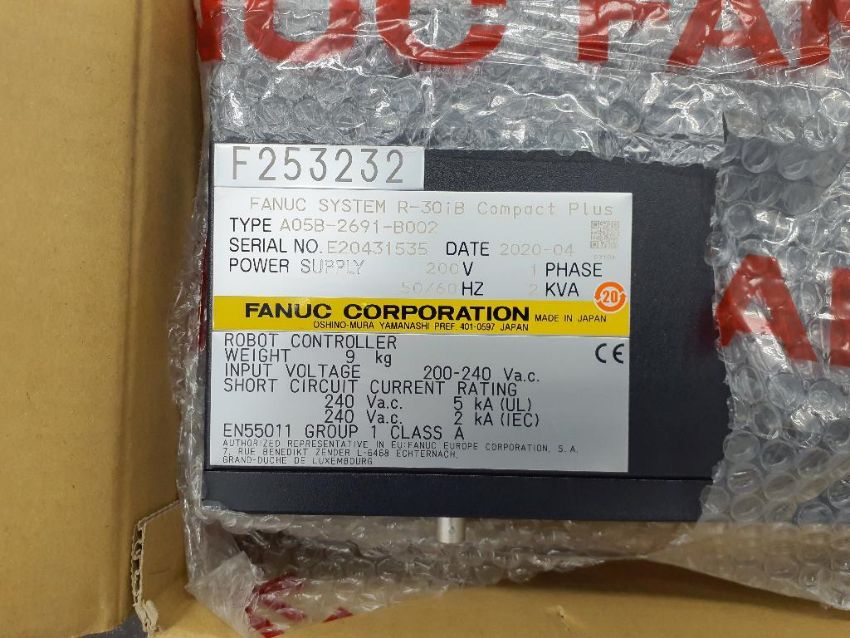 FANUC FANUC
F253232
FANUC SYSTEM R-30iB Compact Plus
TYPE A05B-2691-B002
SERIAL NO. E20431535 DATE 2020-04
POWER SUPPLY 200 V 1 PHASE
50/60 HZ 2 KVA 20
FANUC CORPORATION MADE IN JAPAN
OSHINO-MURA YAMANASHI PREF. 401-0597 JAPAN
ROBOT CONTROLLER CE
WEIGHT 9 kg
INPUT VOLTAGE 200-240 Va.c.
SHORT CIRCUIT CURRENT RATING
240 Va.c. 5 kA (UL)
240 Va.c. 2 kA (IEC)
EN55011 GROUP 1 CLASS A
AUTHORIZED REPRESENTATIVE IN EU:FANUC EUROPE CORPORATION, S. A.
7, RUE BENEDIKT ZENDER L-6468 ECHTERNACH,
GRAND-DUCHE DE LUXEMBOURG